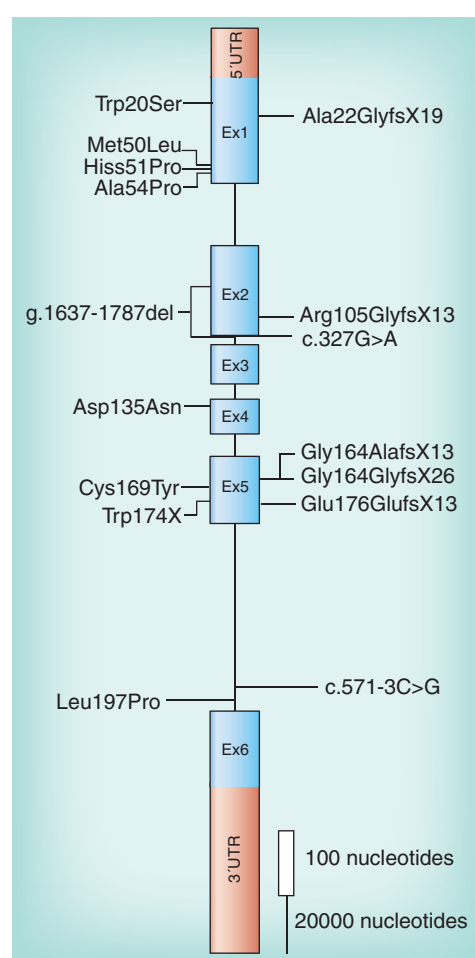 5´UTR
Trp20Ser
Ala22GlyfsX19
Ex1
Met50Leu
Hiss51Pro
Ala54Pro
Ex2
g.1637-1787del
Arg105GlyfsX13
c.327G>A
Ex3
Asp135Asn
Ex4
Gly164AlafsX13
Gly164GlyfsX26
Cys169Tyr
Ex5
Trp174X
Glu176GlufsX13
c.571-3C>G
Leu197Pro
Ex6
3´UTR
100 nucleotides
20000 nucleotides